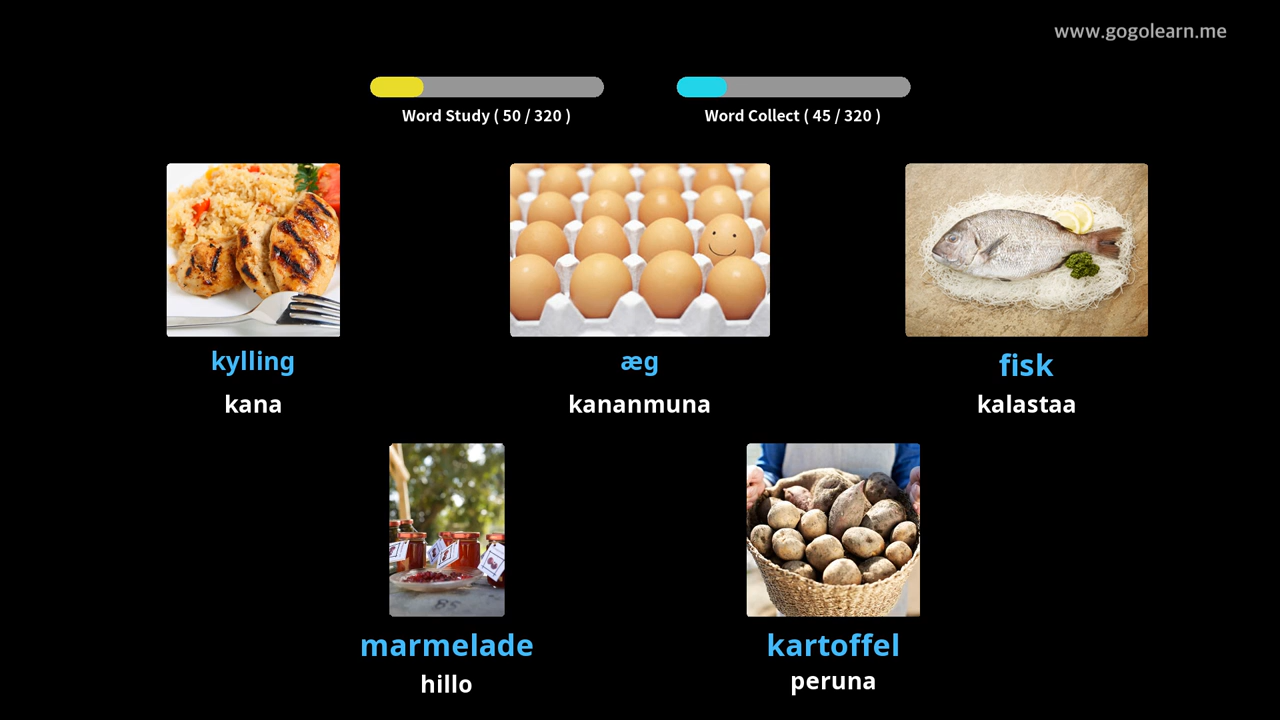 www.gogolearn.me
Word Study ( 50 / 320 )
Word Collect ( 45 / 320 )
kylling
æg
fisk
kana
kananmuna
kalastaa
marmelade
kartoffel
hillo
peruna